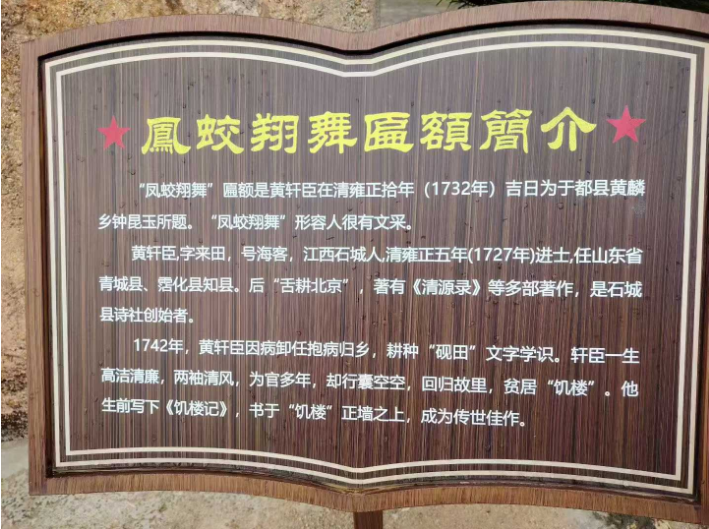 鳳蛟翔舞匾額簡介
“凤蛟翔舞”匾额是黄轩臣在清雍正拾年（1732年）吉日为于都县黄麟
乡钟昆玉所题。“凤蛟翔舞”形容人很有文采。
黄轩臣,字来田，号海客，江西石城人,清雍正五年(1727年)进士,任山东省
青城县、霑化县知县。后“舌耕北京”，著有《清源录》等多部著作，是石城
县诗社创始者。
1742年，黄轩臣因病卸任抱病归乡，耕种“砚田”文字学识。轩臣一生
高洁清廉，两袖清风，为官多年，却行囊空空，回归故里，贫居“饥楼”。他
生前写下《饥楼记》，书于“饥楼”正墙之上，成为传世佳作。